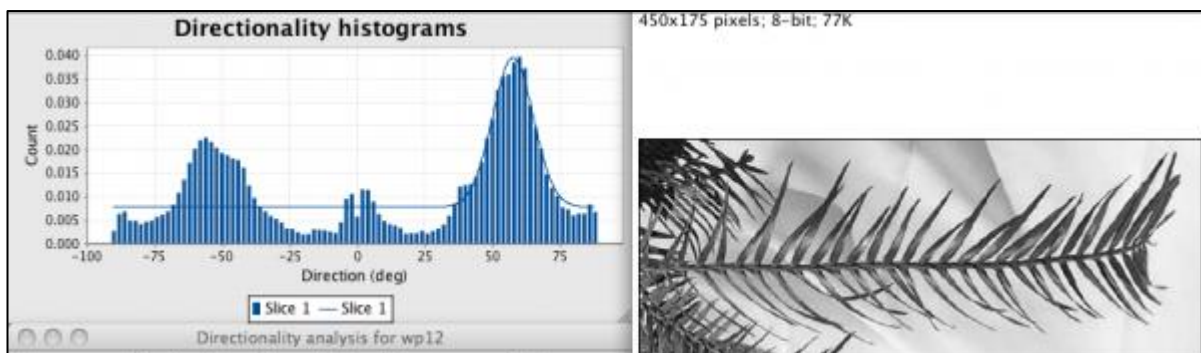 Directionality histograms
0.040
0.035
0.030
0.025
0.020
0.015
0.010
0.005
0.000
Count
-100 -75 -50 -25 0 25 50 75
Direction (deg)
Slice 1 — Slice 1
Directionality analysis for wp12
450x175 pixels; 8-bit; 77K